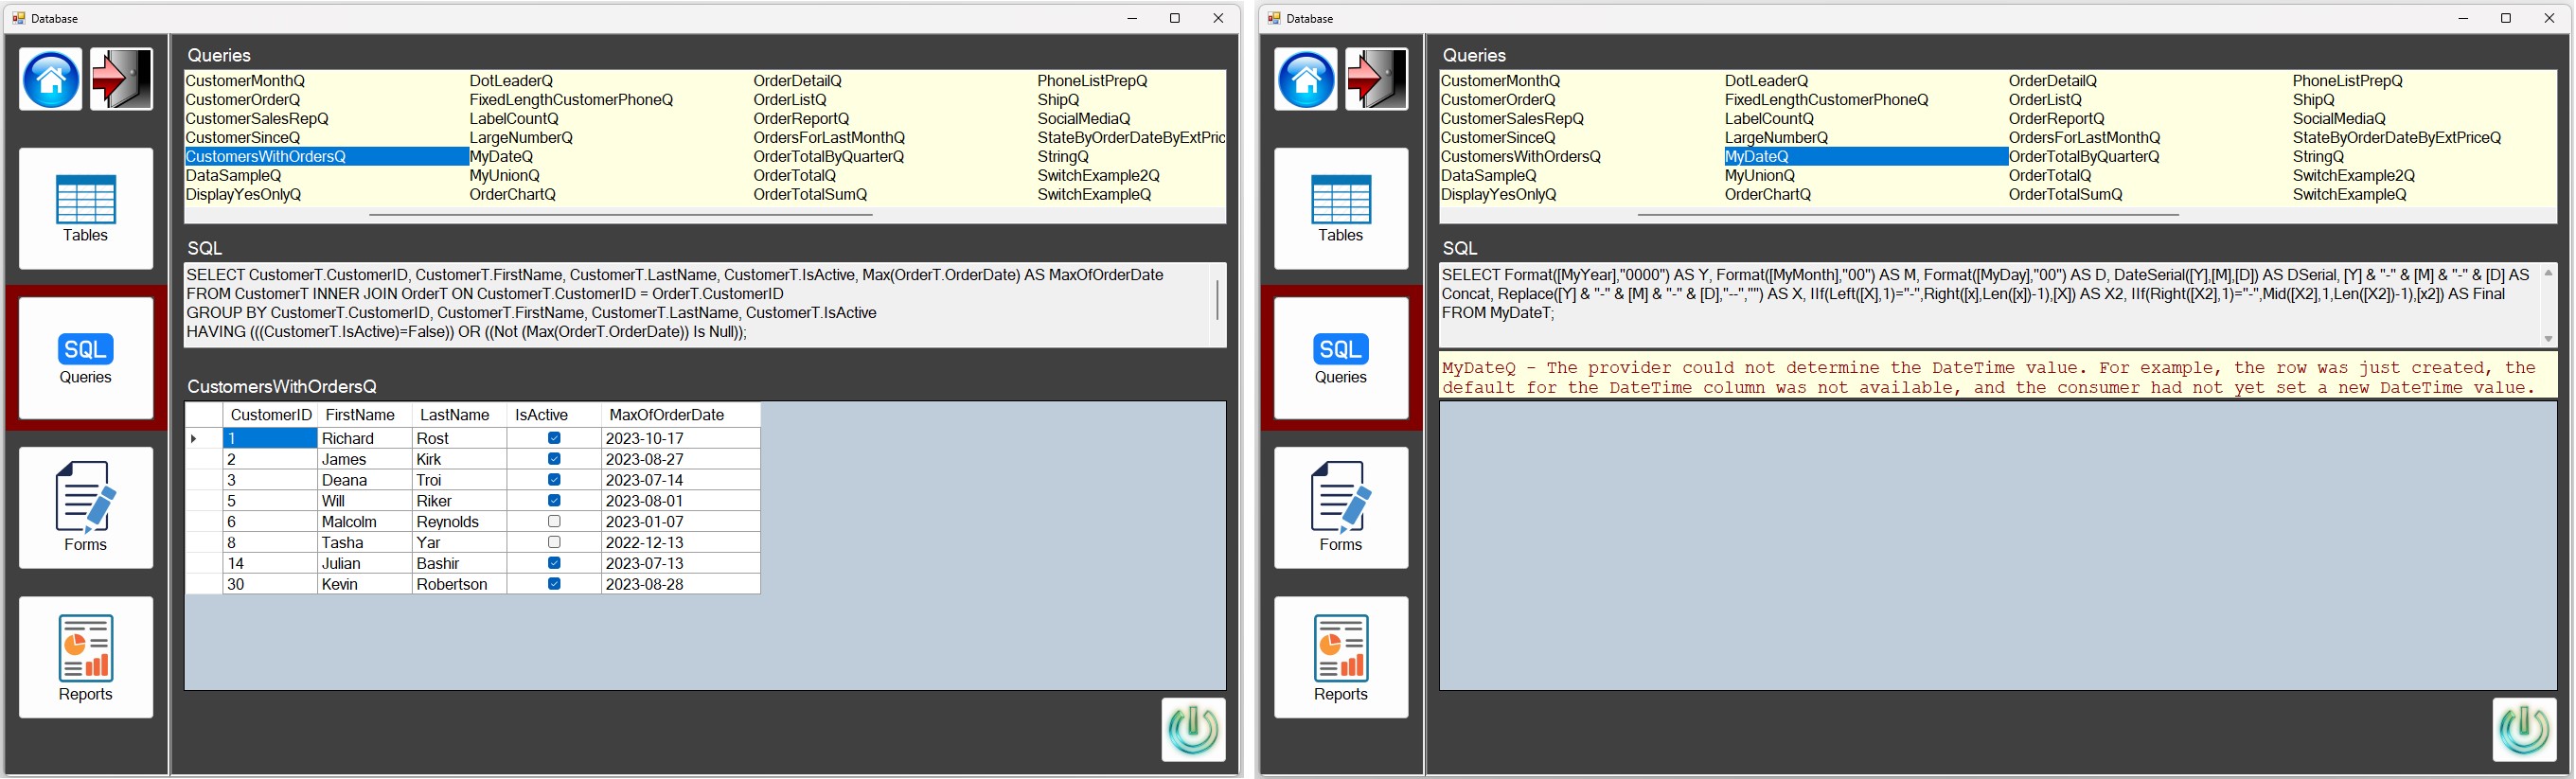 Database
Queries
CustomerMonthQ DotLeaderQ OrderDetailQ PhoneListPrepQ
CustomerOrderQ FixedLengthCustomerPhoneQ OrderListQ ShipQ
CustomerSalesRepQ LabelCountQ OrderReportQ SocialMediaQ
CustomerSinceQ LargeNumberQ OrdersForLastMonthQ StateByOrderDateByExtPric
CustomersWithOrdersQ MyDateQ OrderTotalByQuarterQ StringQ
DataSampleQ MyUnionQ OrderTotalQ SwitchExample2Q
DisplayYesOnlyQ OrderChartQ OrderTotalSumQ SwitchExampleQ
Tables
SQL
Queries
Forms
Reports
SQL
SELECT CustomerT.CustomerID, CustomerT.FirstName, CustomerT.LastName, CustomerT.IsActive, Max(OrderT.OrderDate) AS MaxOfOrderDate
FROM CustomerT INNER JOIN OrderT ON CustomerT.CustomerID = OrderT.CustomerID
GROUP BY CustomerT.CustomerID, CustomerT.FirstName, CustomerT.LastName, CustomerT.IsActive
HAVING (((CustomerT.IsActive)=False)) OR ((Not (Max(OrderT.OrderDate)) Is Null));
CustomersWithOrdersQ
CustomerID FirstName LastName IsActive MaxOfOrderDate
1 Richard Rost 2023-10-17
2 James Kirk 2023-08-27
3 Deana Troi 2023-07-14
5 Will Riker 2023-08-01
6 Malcolm Reynolds 2023-01-07
8 Tasha Yar 2022-12-13
14 Julian Bashir 2023-07-13
30 Kevin Robertson 2023-08-28
Database
Queries
CustomerMonthQ DotLeaderQ OrderDetailQ PhoneListPrepQ
CustomerOrderQ FixedLengthCustomerPhoneQ OrderListQ ShipQ
CustomerSalesRepQ LabelCountQ OrderReportQ SocialMediaQ
CustomerSinceQ LargeNumberQ OrdersForLastMonthQ StateByOrderDateByExtPriceQ
CustomersWithOrdersQ MyDateQ OrderTotalByQuarterQ StringQ
DataSampleQ MyUnionQ OrderTotalQ SwitchExample2Q
DisplayYesOnlyQ OrderChartQ OrderTotalSumQ SwitchExampleQ
Tables
SQL
Queries
Forms
Reports
SQL
SELECT Format([MyYear],"0000") AS Y, Format([MyMonth],"00") AS M, Format([MyDay],"00") AS D, DateSerial([Y],[M],[D]) AS DSerial, [Y] & "-" & [M] & "-" & [D] AS
Concat, Replace([Y] & "-" & [M] & "-" & [D],"--","") AS X, IIf(Left([X],1)="-",Right([x],Len([X])-1),[X]) AS X2, IIf(Right([X2],1)="-",Mid([X2],1,Len([X2])-1),[x2]) AS Final
FROM MyDateT;
MyDateQ - The provider could not determine the DateTime value. For example, the row was just created, the
default for the DateTime column was not available, and the consumer had not yet set a new DateTime value.